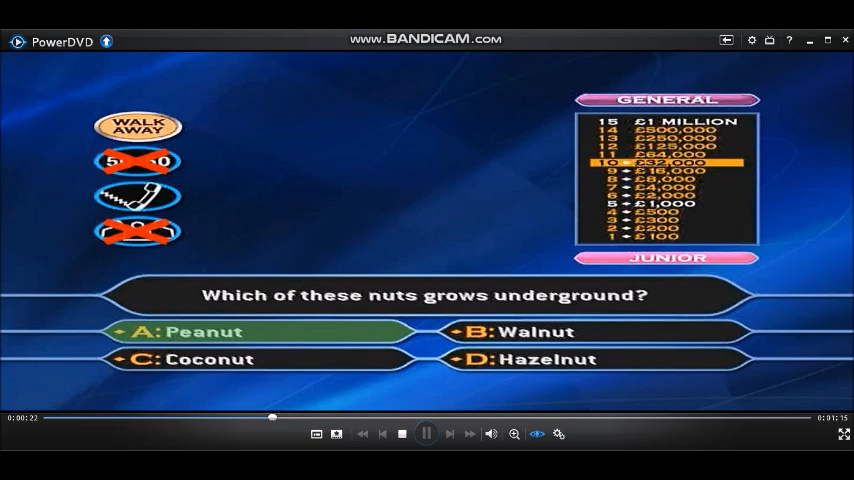 www.BANDICAM.com
PowerDVD
WALK
AWAY
GENERAL
15 £1 MILLION
14 £500,000
13 £250,000
12 £125,000
11 £64,000
10 £32,000
9 £16,000
8 £8,000
7 £4,000
6 £2,000
5 £1,000
4 £500
3 £300
2 £200
1 £100
JUNIOR
Which of these nuts grows underground?
A: Peanut
B: Walnut
C: Coconut
D: Hazelnut
0:00:22
0:01:15